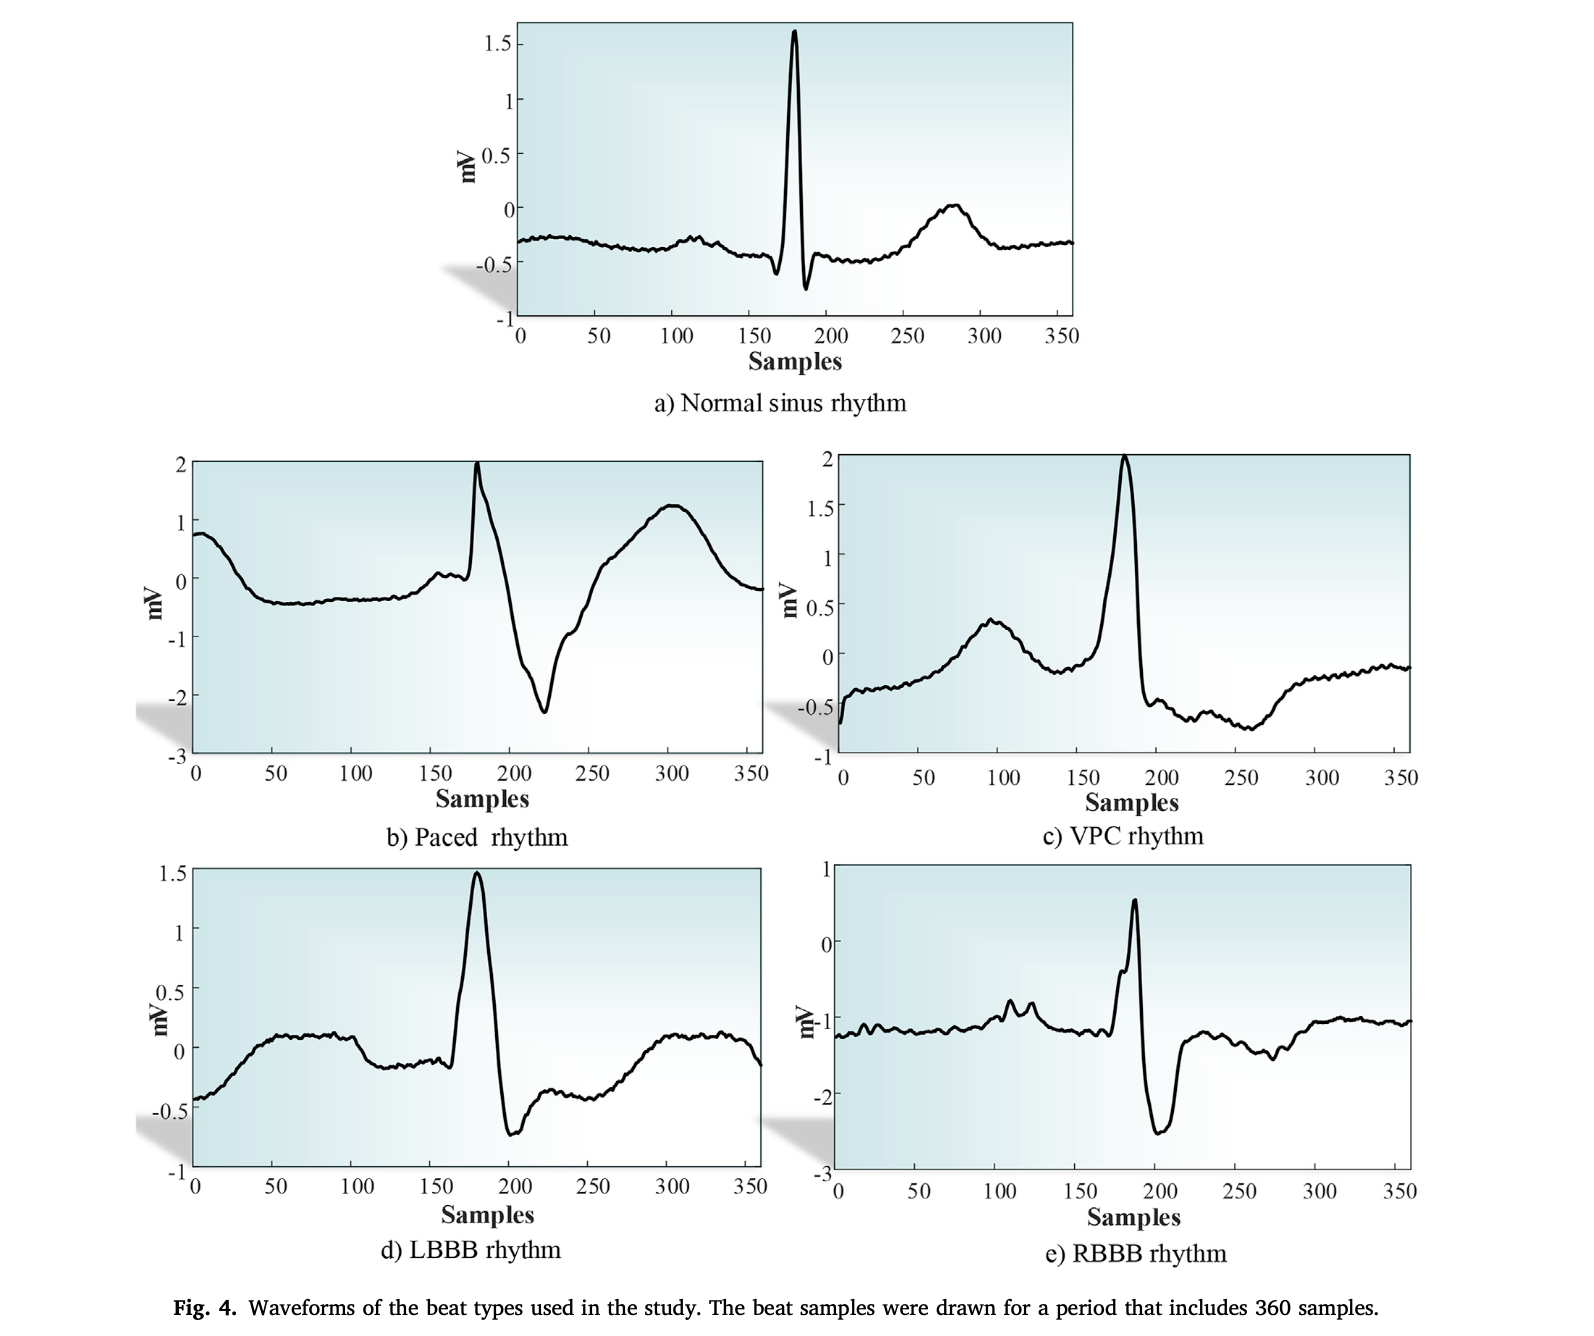 1.5
1
mV
0.5
0
-0.5
-1
0 50 100 150 200 250 300 350
Samples
a) Normal sinus rhythm
2
1
0
mV
-1
-2
-3
0 50 100 150 200 250 300 350
Samples
b) Paced rhythm
2
1.5
1
mV
0.5
0
-0.5
-1
0 50 100 150 200 250 300 350
Samples
c) VPC rhythm
1.5
1
0.5
mV
0
-0.5
-1
0 50 100 150 200 250 300 350
Samples
d) LBBB rhythm
1
0
mV
-1
-2
-3
0 50 100 150 200 250 300 350
Samples
e) RBBB rhythm
Fig. 4. Waveforms of the beat types used in the study. The beat samples were drawn for a period that includes 360 samples.